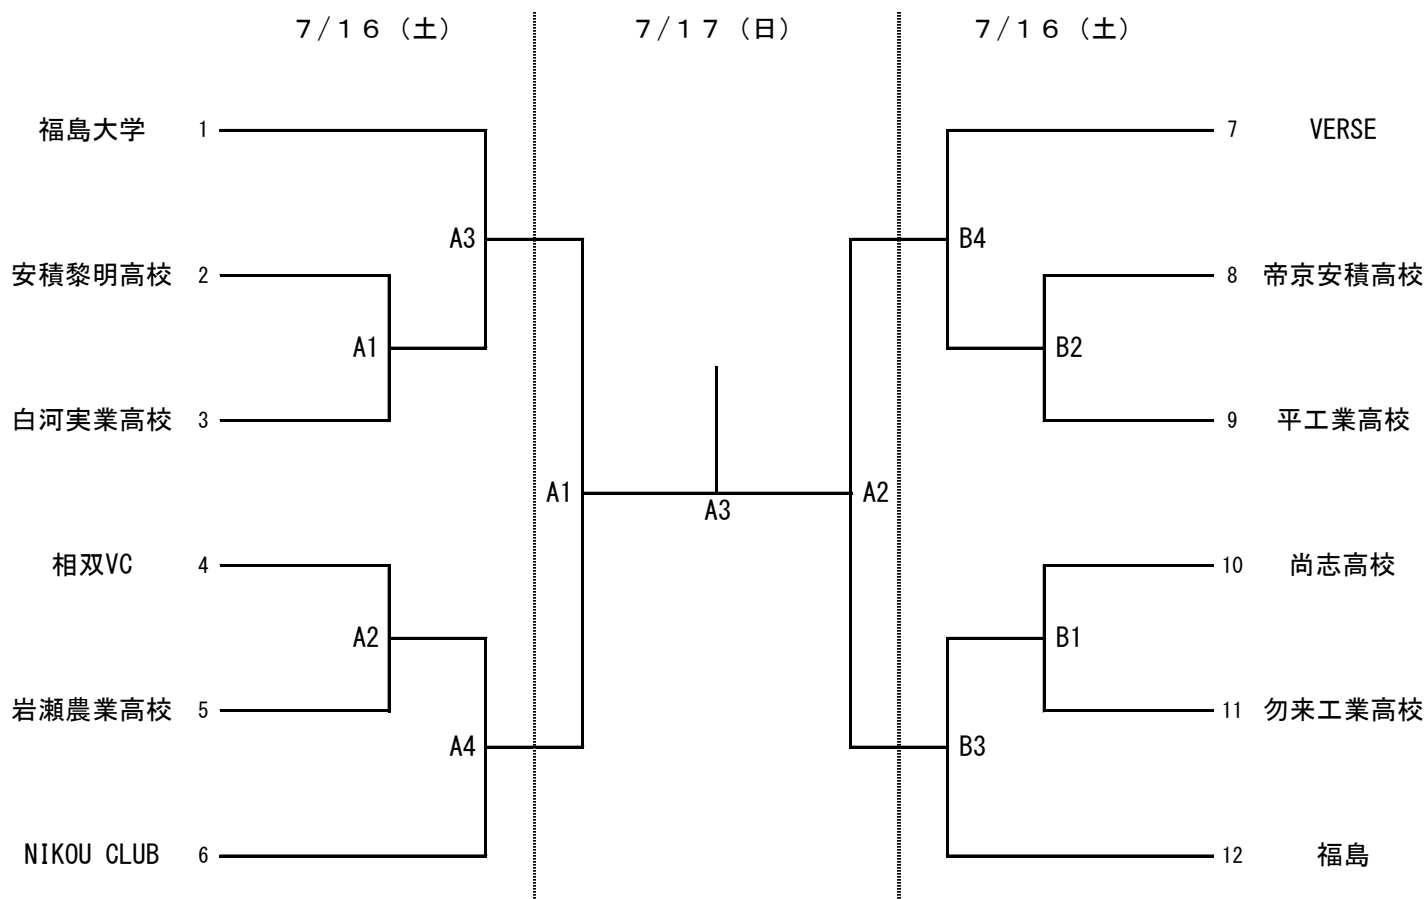 7/16（土） 7/17（日） 7/16（土）
福島大学 1 7 VERSE
A3 B4
安積黎明高校 2 8 帝京安積高校
A1 B2
白河実業高校 3 9 平工業高校
A1 A2
A3
相双VC 4 10 尚志高校
A2 B1
岩瀬農業高校 5 11 勿来工業高校
A4 B3
NIKOU CLUB 6 12 福島